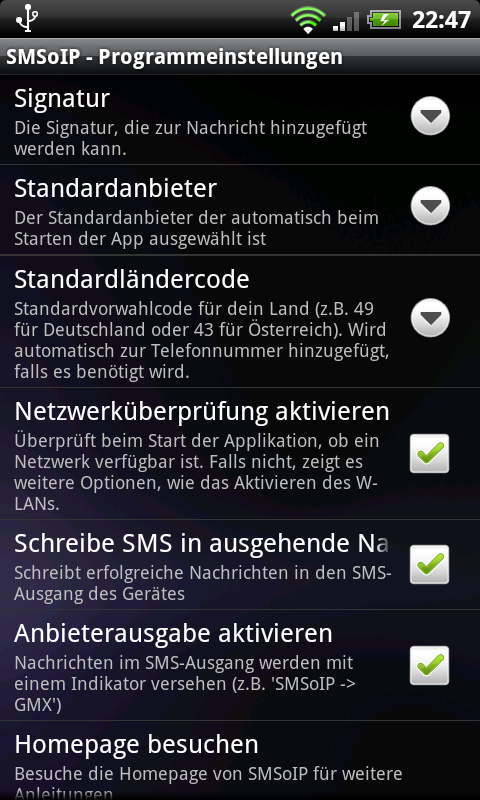 22:47
SMSoIP - Programmeinstellungen
Signatur
Die Signatur, die zur Nachricht hinzugefügt
werden kann.
Standardanbieter
Der Standardanbieter der automatisch beim
Starten der App ausgewählt ist
Standardländercode
Standardvorwahlcode für dein Land (z.B. 49
für Deutschland oder 43 für Österreich). Wird
automatisch zur Telefonnummer hinzugefügt,
falls es benötigt wird.
Netzwerküberprüfung aktivieren
Überprüft beim Start der Applikation, ob ein
Netzwerk verfügbar ist. Falls nicht, zeigt es
weitere Optionen, wie das Aktivieren des W-
LANs.
Schreibe SMS in ausgehende Na
Schreibt erfolgreiche Nachrichten in den SMS-
Ausgang des Gerätes
Anbieterausgabe aktivieren
Nachrichten im SMS-Ausgang werden mit
einem Indikator versehen (z.B. 'SMSoIP ->
GMX')
Homepage besuchen
Besuche die Homepage von SMSoIP für weitere
Anleitungen